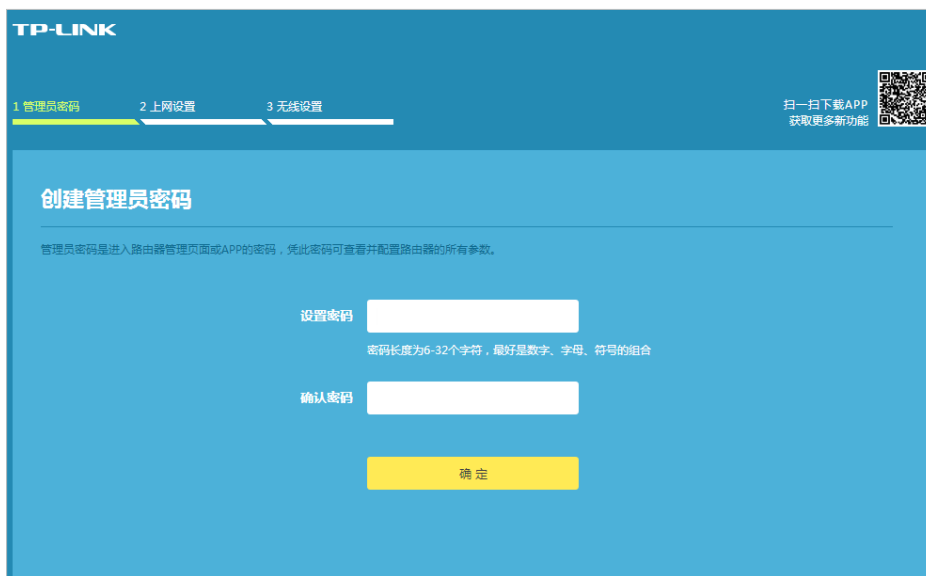 TP-LINK
1 管理员密码
2 上网设置
3 无线设置
扫一扫下载APP
获取更多新功能
创建管理员密码
管理员密码是进入路由器管理页面或APP的密码，凭此密码可查看并配置路由器的所有参数。
设置密码
密码长度为6-32个字符，最好是数字、字母、符号的组合
确认密码
确 定